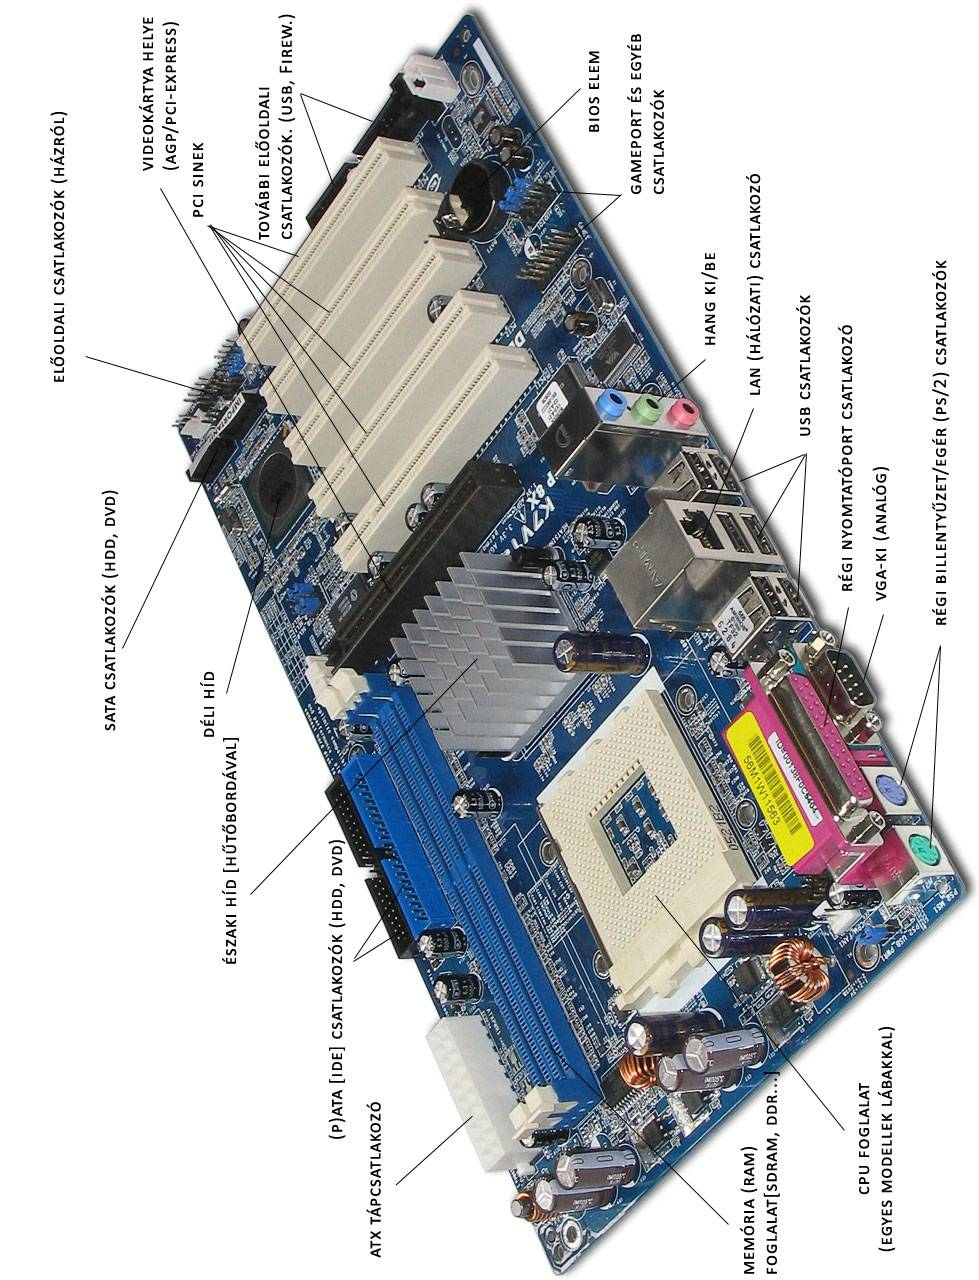 ELŐOLDALI CSATLAKOZÓK (HÁZRÓL)
VIDEOKÁRTYA HELYE
(AGP/PCI-EXPRESS)
PCI SINEK
TOVÁBBI ELŐOLDALI
CSATLAKOZÓK. (USB, FIREW.)
BIOS ELEM
GAMEPORT ÉS EGYÉB
CSATLAKOZÓK
HANG KI/BE
LAN (HÁLÓZATI) CSATLAKOZÓ
USB CSATLAKOZÓK
RÉGI NYOMTATÓPORT CSATLAKOZÓ
VGA-KI (ANALÓG)
RÉGI BILLENTYŰZET/EGÉR (PS/2) CSATLAKOZÓK
SATA CSATLAKOZÓK (HDD, DVD)
DÉLI HÍD
ÉSZAKI HÍD [HŰTŐBORDÁVAL]
(P)ATA [IDE] CSATLAKOZÓK (HDD, DVD)
ATX TÁPCSATLAKOZÓ
MEMÓRIA (RAM)
FOGLALAT[SDRAM, DDR...]
CPU FOGLALAT
(EGYES MODELLEK LÁBAKKAL)
56M1W11563